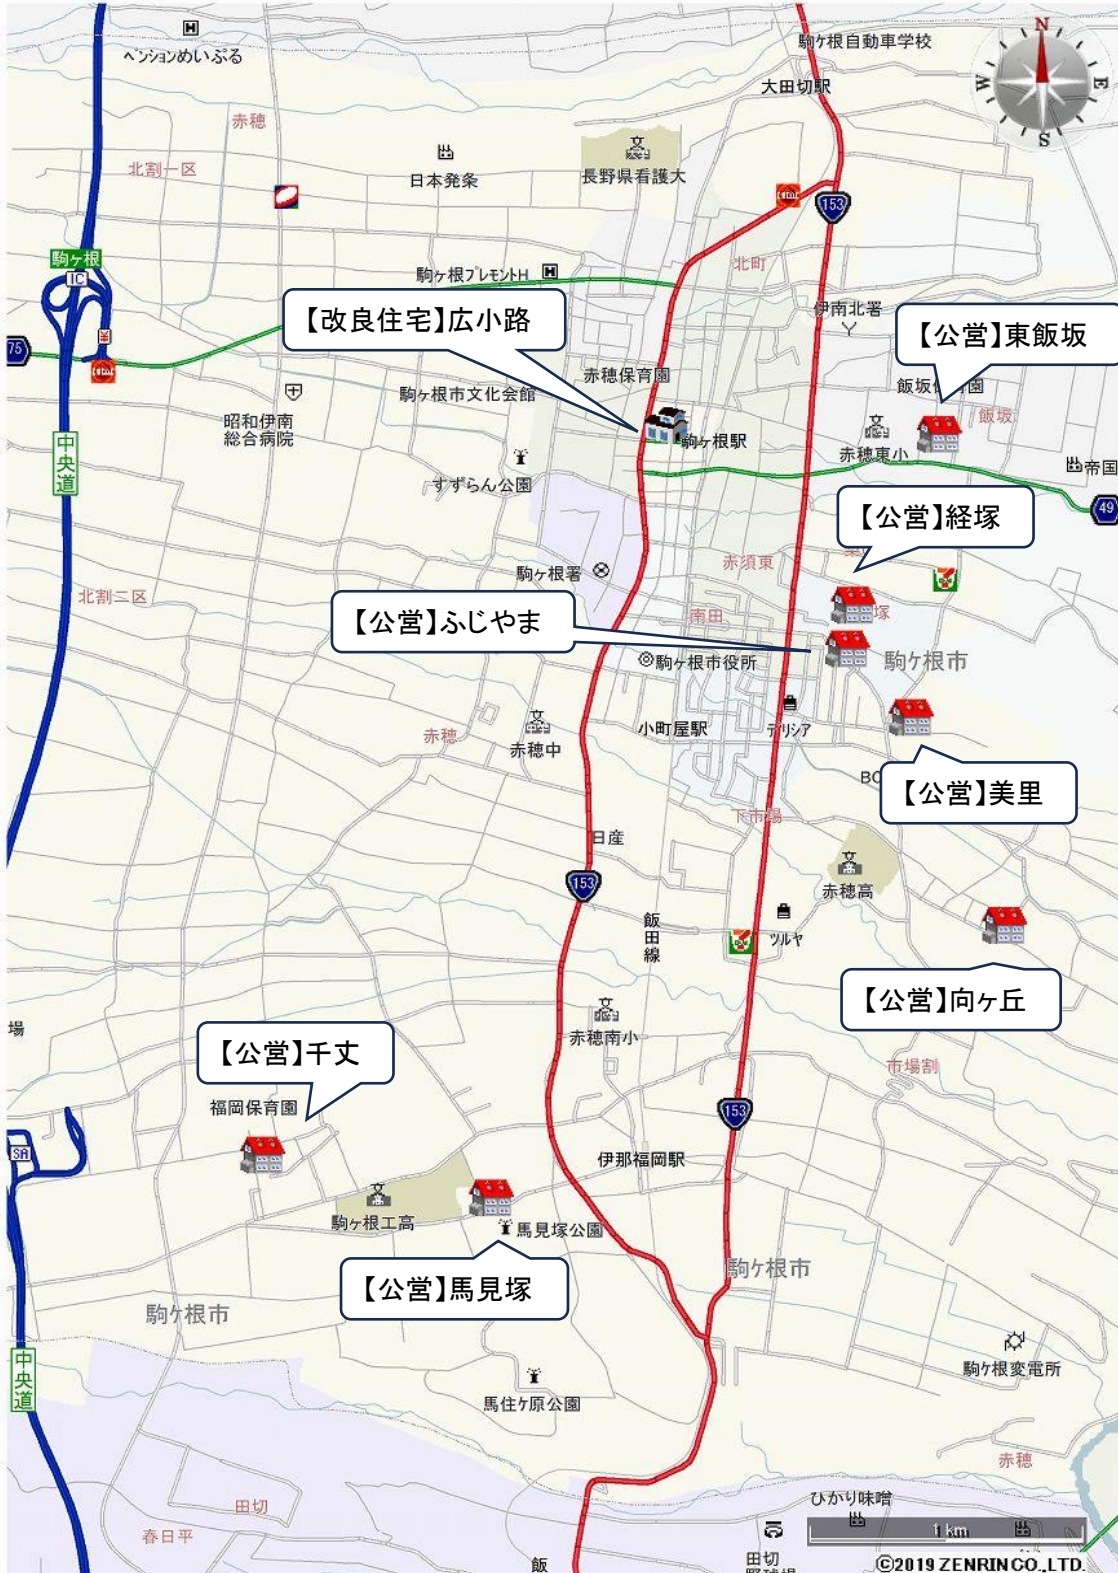 ペンションめいぷる
駒ケ根自動車学校
N
W
E
S
大田切駅
赤穂
北割一区
日本発条
長野県看護大
153
北町
駒ヶ根
IC
駒ヶ根プレモントH
伊南北署
【改良住宅】広小路
【公営】東飯坂
75
赤穂保育園
飯坂保育園
飯坂
駒ヶ根市文化会館
昭和伊南
総合病院
中央道
駒ヶ根駅
赤穂東小
帝国
すずらん公園
49
【公営】経塚
赤須東
駒ヶ根署
北割二区
塚
【公営】ふじやま
南田
駒ヶ根市役所
駒ヶ根市
赤穂
赤穂中
小町屋駅
デリシア
【公営】美里
下市場
日産
153
赤穂高
飯田線
ツルヤ
【公営】向ヶ丘
場
赤穂南小
【公営】千丈
市場割
福岡保育園
153
SA
伊那福岡駅
駒ヶ根工高
馬見塚公園
【公営】馬見塚
駒ヶ根市
駒ヶ根市
中央道
駒ヶ根変電所
馬住ケ原公園
赤穂
田切
ひかり味噌
春日平
1 km
飯
田切
©2019 ZENRIN CO.,LTD.